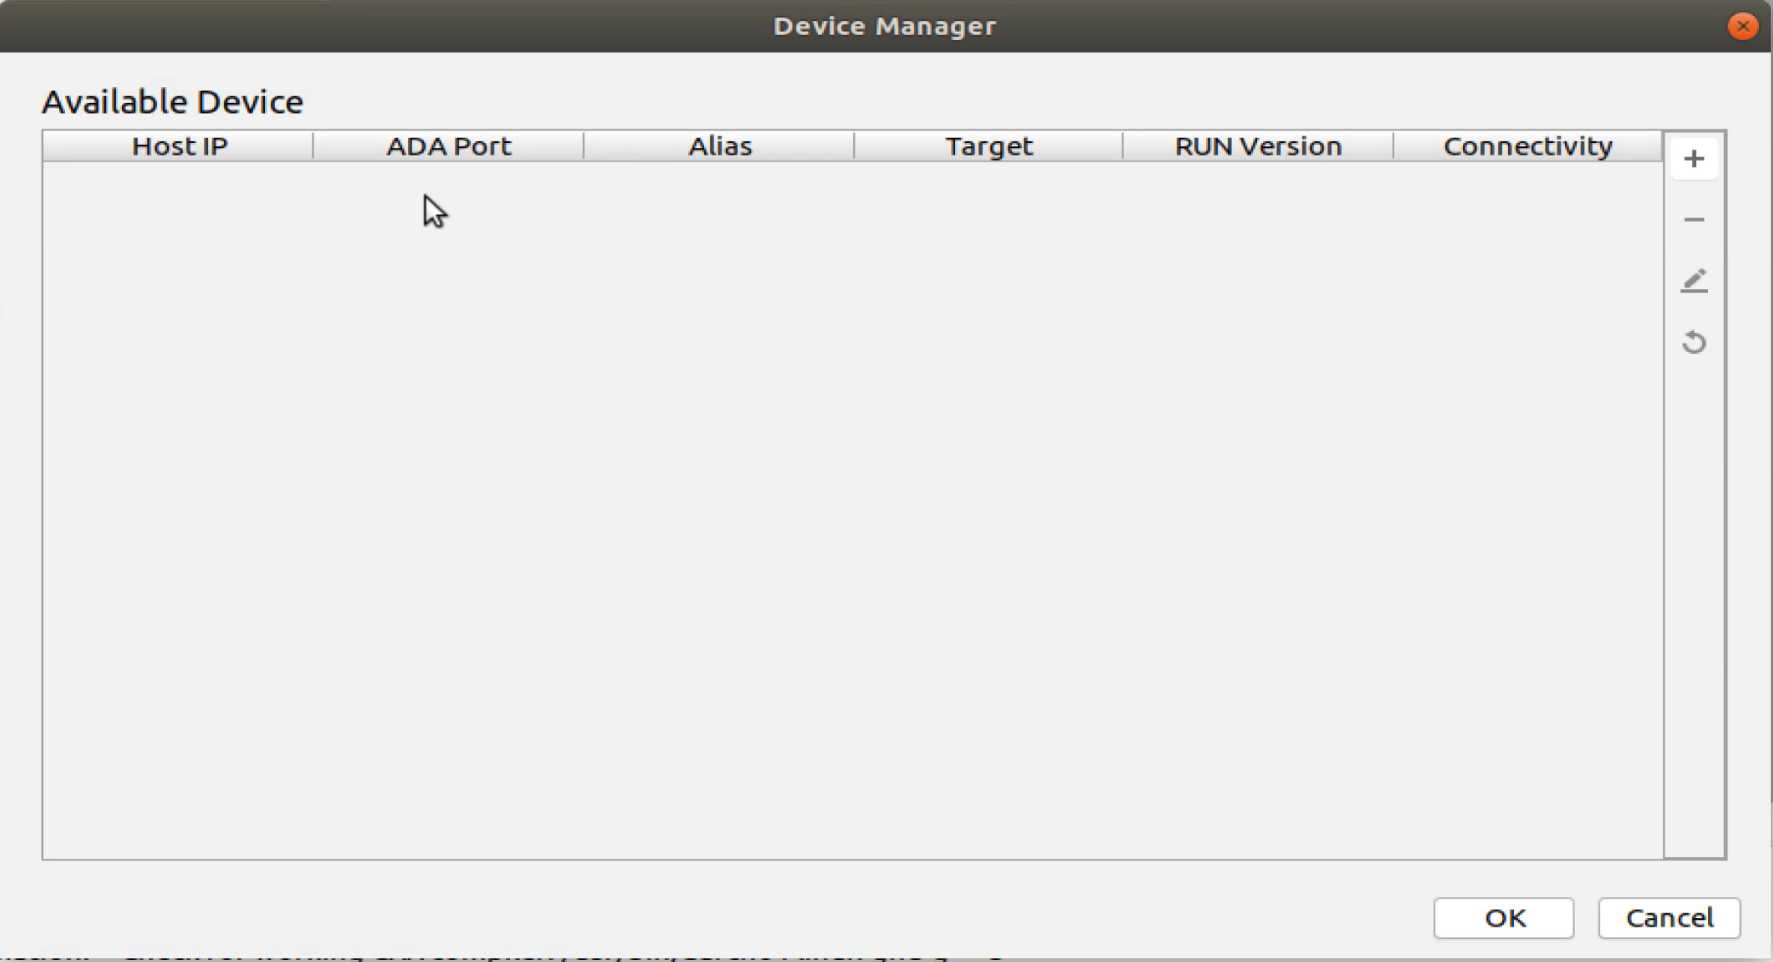 Device Manager
Available Device
Host IP ADA Port Alias Target RUN Version Connectivity
OK Cancel